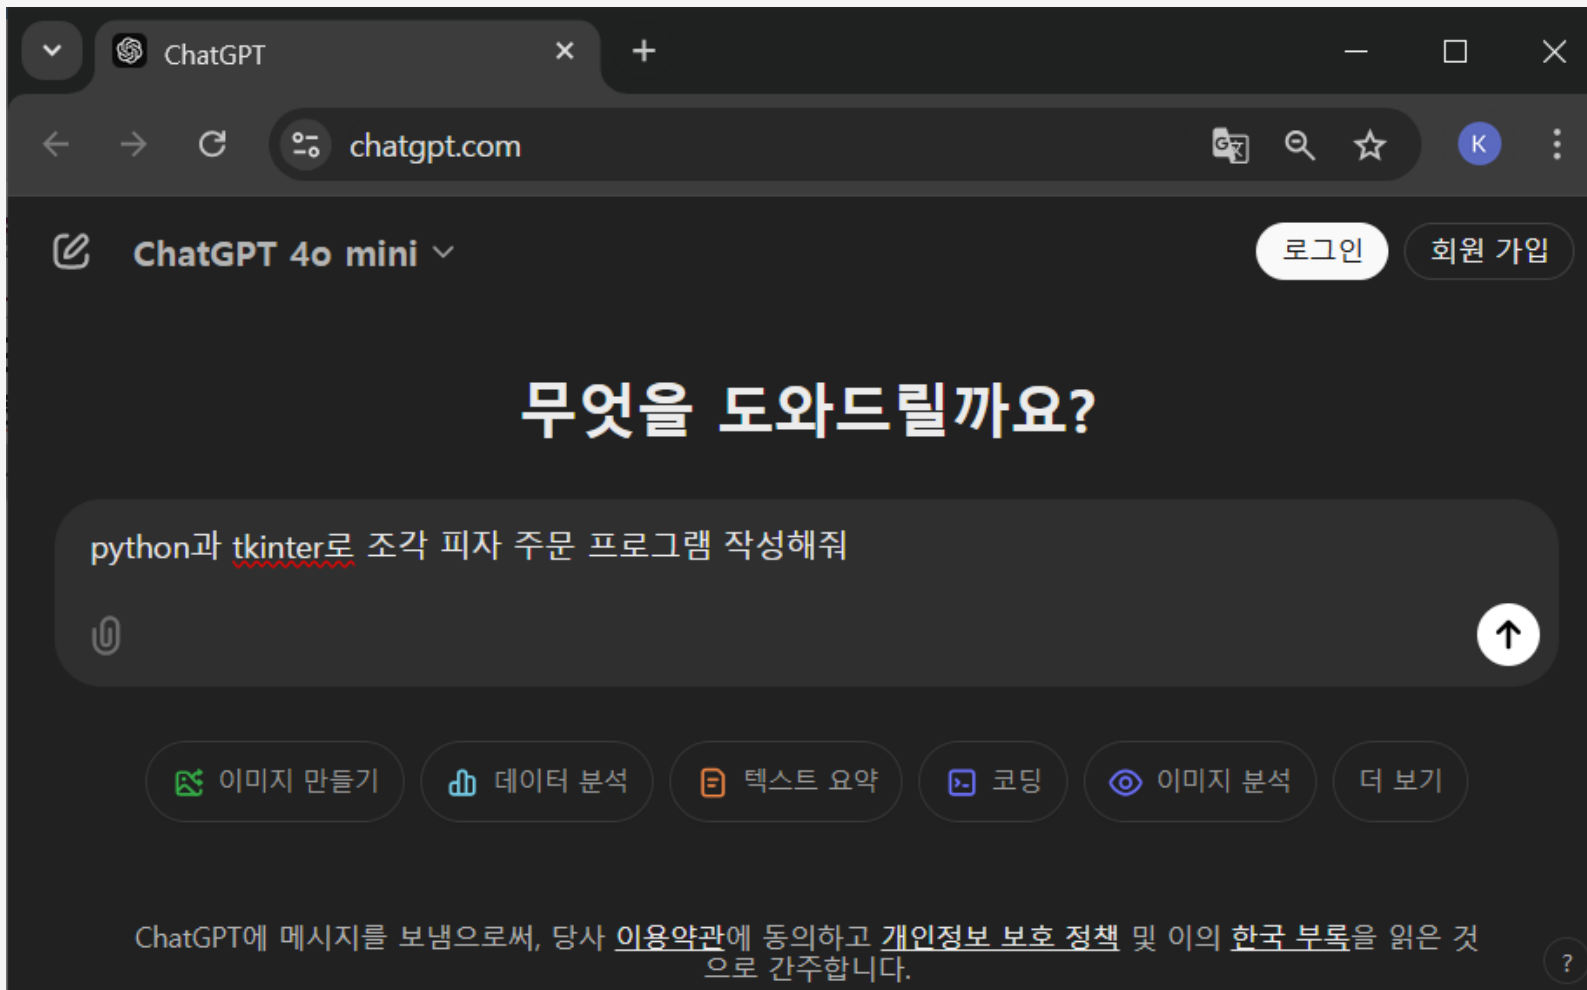 ChatGPT
chatgpt.com
K
ChatGPT 4o mini
로그인
회원 가입
무엇을 도와드릴까요?
python과 tkinter로 조각 피자 주문 프로그램 작성해줘
이미지 만들기
데이터 분석
텍스트 요약
코딩
이미지 분석
더 보기
ChatGPT에 메시지를 보냄으로써, 당사 이용약관에 동의하고 개인정보 보호 정책 및 이의 한국 부록을 읽은 것
으로 간주합니다.
?